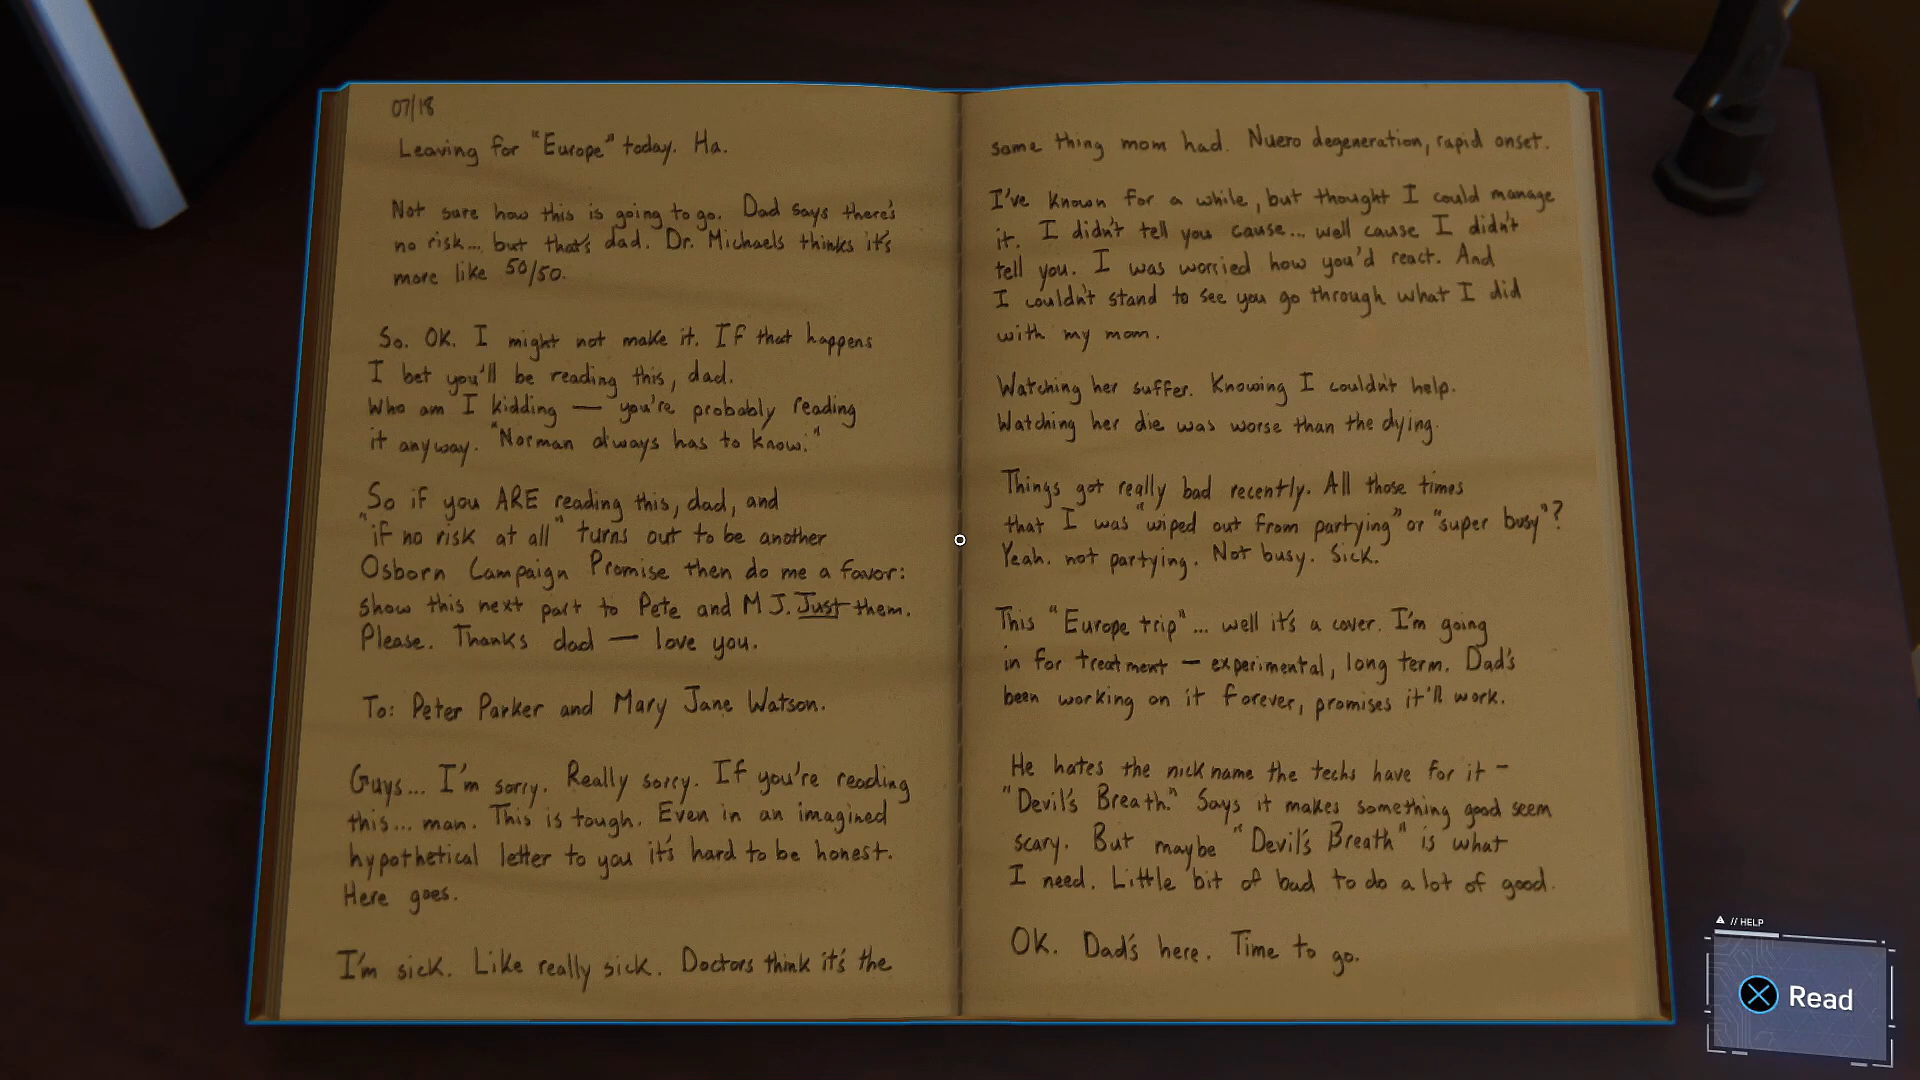 07/18
Leaving for "Europe" today. Ha.
Not sure how this is going to go. Dad says there's
no risk... but that's dad. Dr. Michaels thinks it's
more like 50/50.
So. OK. I might not make it. If that happens
I bet you'll be reading this, dad.
Who am I kidding — you're probably reading
it anyway. "Norman always has to know."
So if you ARE reading this, dad, and
"if no risk at all" turns out to be another
Osborn Campaign Promise then do me a favor:
show this next part to Pete and MJ. Just them.
Please. Thanks dad — love you.
To: Peter Parker and Mary Jane Watson.
Guys... I'm sorry. Really sorry. If you're reading
this... man. This is tough. Even in an imagined
hypothetical letter to you it's hard to be honest.
Here goes.
I'm sick. Like really sick. Doctors think it's the
same thing mom had. Nuero degeneration, rapid onset.
I've known for a while, but thought I could manage
it. I didn't tell you cause... well cause I didn't
tell you. I was worried how you'd react. And
I couldn't stand to see you go through what I did
with my mom.
Watching her suffer. Knowing I couldn't help.
Watching her die was worse than the dying.
Things got really bad recently. All those times
that I was "wiped out from partying" or "super busy"?
Yeah. not partying. Not busy. Sick.
This "Europe trip"... well it's a cover. I'm going
in for treatment — experimental, long term. Dad's
been working on it forever, promises it'll work.
He hates the nickname the techs have for it -
"Devil's Breath." Says it makes something good seem
scary. But maybe "Devil's Breath" is what
I need. Little bit of bad to do a lot of good.
OK. Dad's here. Time to go.
// HELP
Read